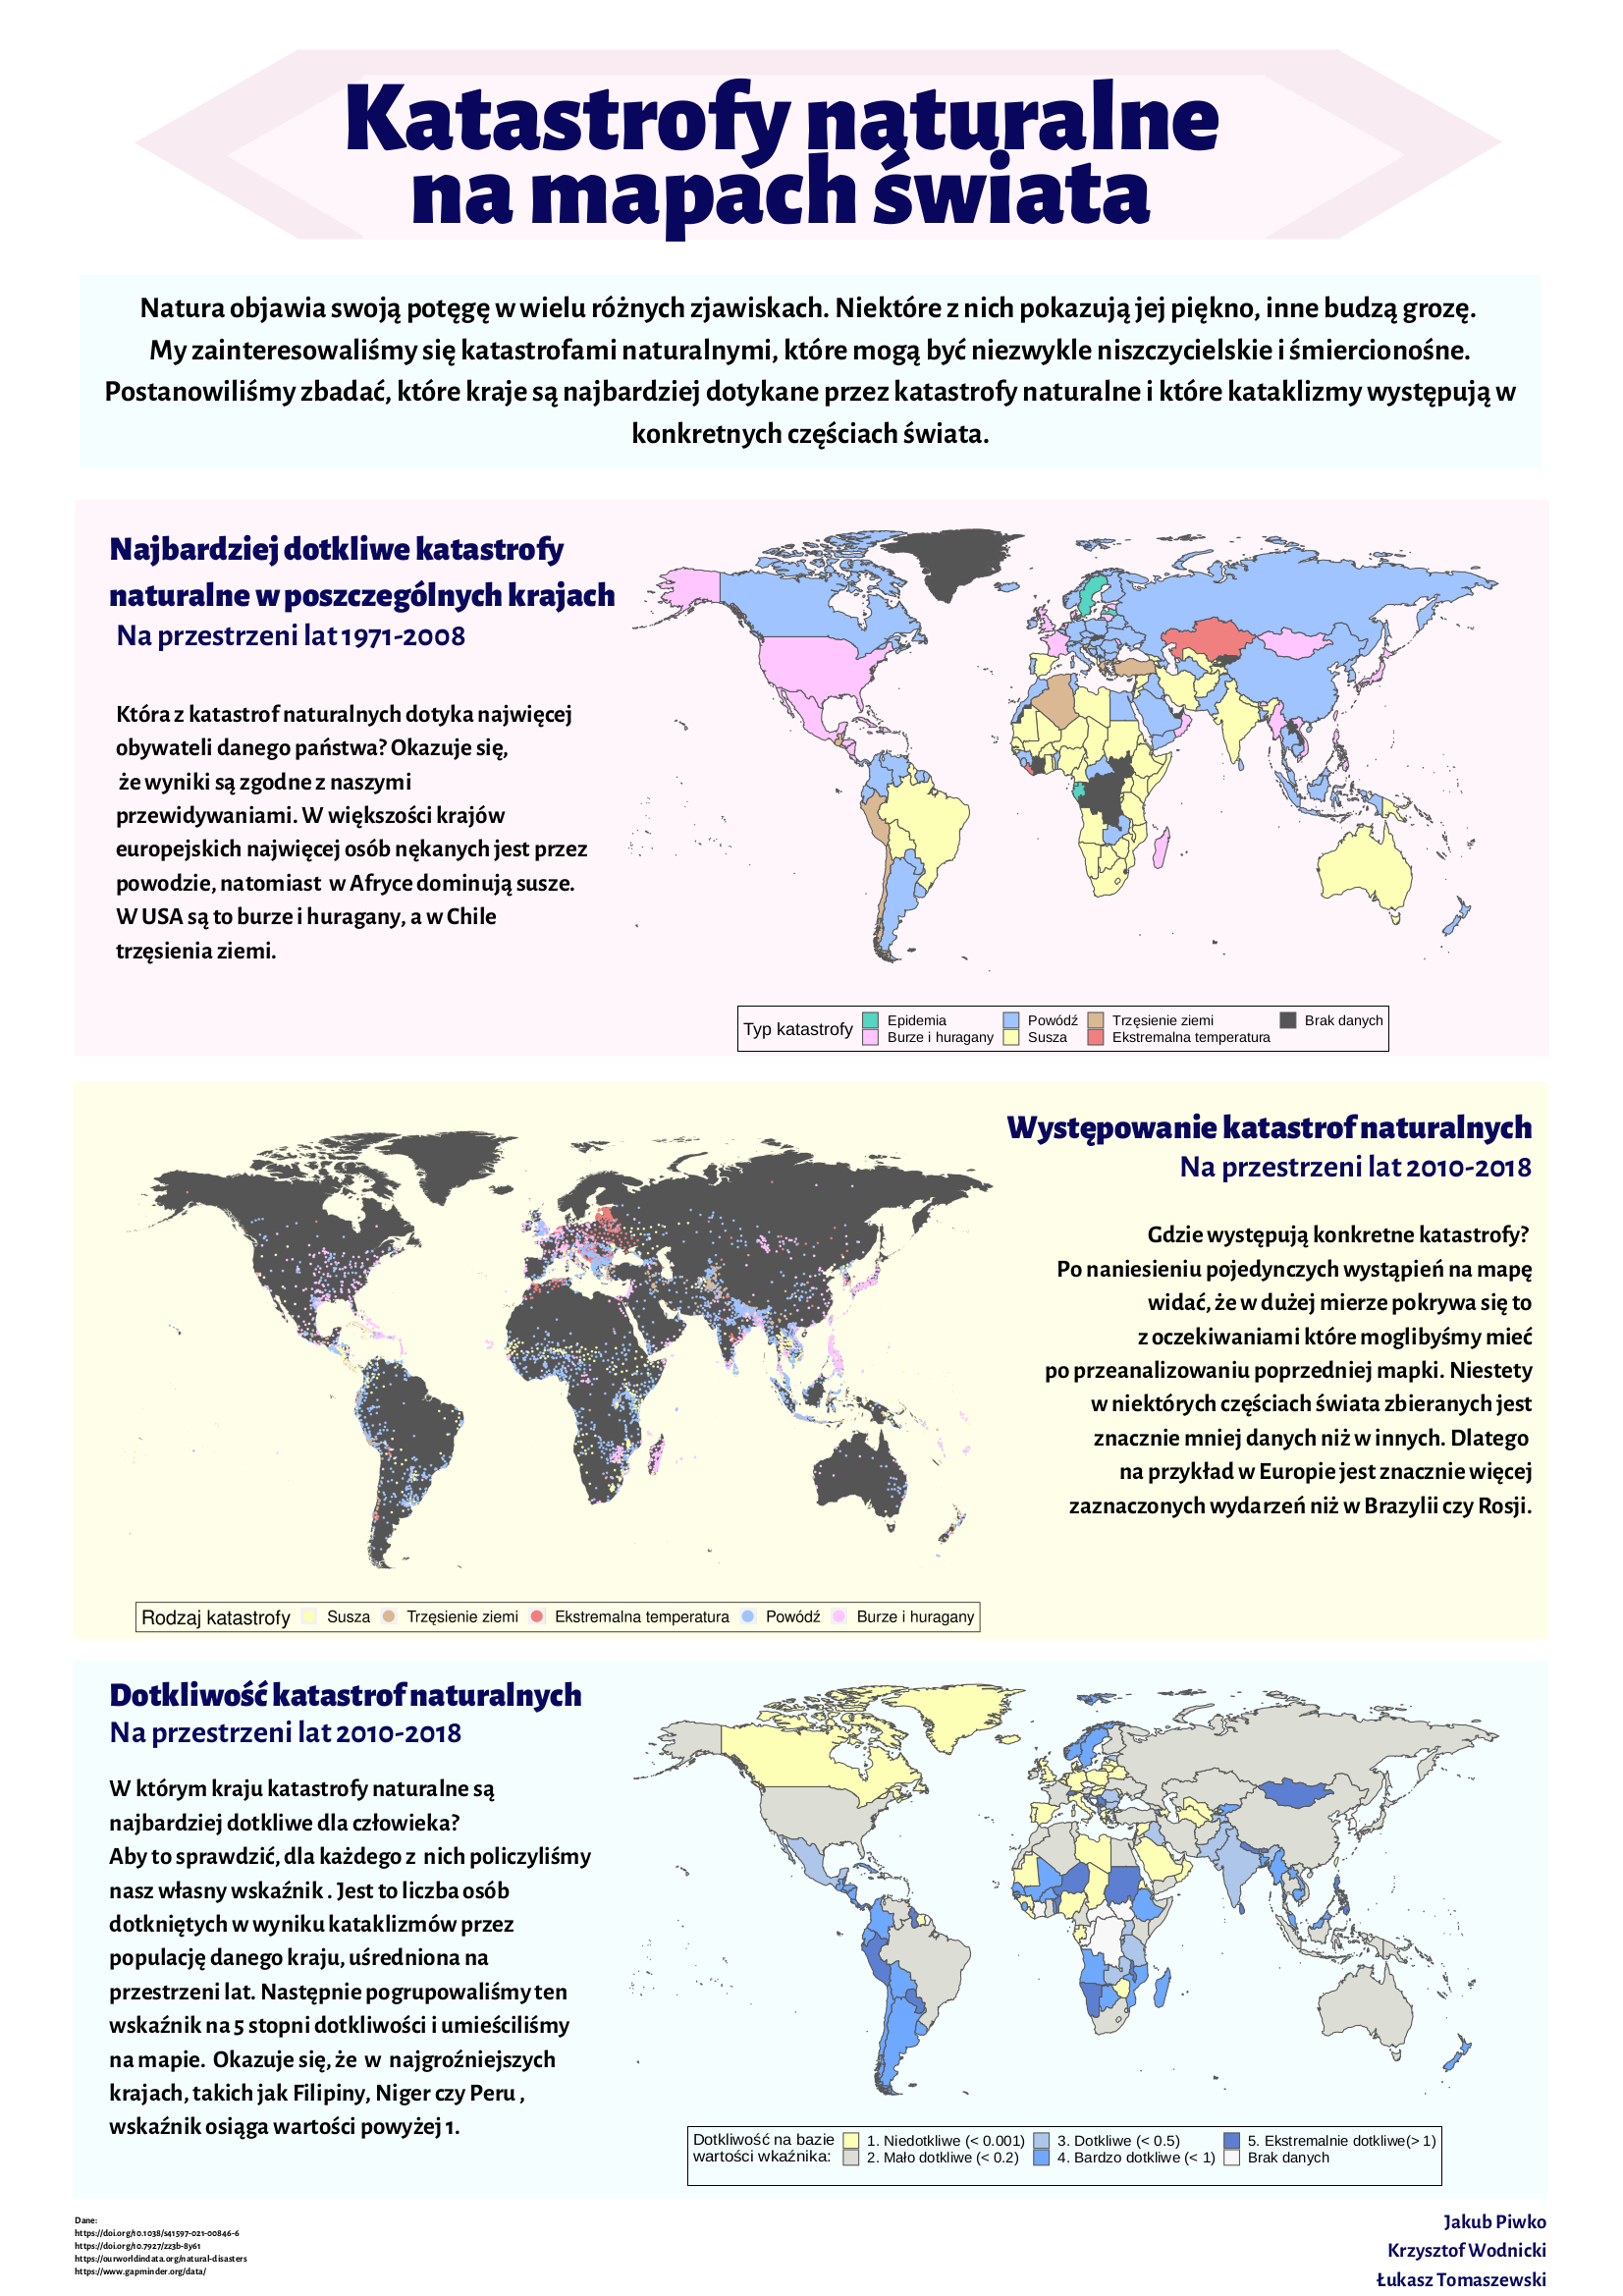 Katastrofy naturalne
na mapach świata
Natura objawia swoją potęgę w wielu różnych zjawiskach. Niektóre z nich pokazują jej piękno, inne budzą grozę.
My zainteresowaliśmy się katastrofami naturalnymi, które mogą być niezwykle niszczycielskie i śmiercionośne.
Postanowiliśmy zbadać, które kraje są najbardziej dotykane przez katastrofy naturalne i które kataklizmy występują w
konkretnych częściach świata.
Najbardziej dotkliwe katastrofy
naturalne w poszczególnych krajach
Na przestrzeni lat 1971-2008
Która z katastrof naturalnych dotyka najwięcej
obywateli danego państwa? Okazuje się,
że wyniki są zgodne z naszymi
przewidywaniami. W większości krajów
europejskich najwięcej osób nękanych jest przez
powodzie, natomiast w Afryce dominują susze.
W USA są to burze i huragany, a w Chile
trzęsienia ziemi.
Typ katastrofy
Epidemia
Powódź
Trzęsienie ziemi
Brak danych
Burze i huragany
Susza
Ekstremalna temperatura
Występowanie katastrof naturalnych
Na przestrzeni lat 2010-2018
Gdzie występują konkretne katastrofy?
Po naniesieniu pojedynczych wystąpień na mapę
widać, że w dużej mierze pokrywa się to
z oczekiwaniami które moglibyśmy mieć
po przeanalizowaniu poprzedniej mapki. Niestety
w niektórych częściach świata zbieranych jest
znacznie mniej danych niż w innych. Dlatego
na przykład w Europie jest znacznie więcej
zaznaczonych wydarzeń niż w Brazylii czy Rosji.
Rodzaj katastrofy Susza Trzęsienie ziemi Ekstremalna temperatura Powódź Burze i huragany
Dotkliwość katastrof naturalnych
Na przestrzeni lat 2010-2018
W którym kraju katastrofy naturalne są
najbardziej dotkliwe dla człowieka?
Aby to sprawdzić, dla każdego z nich policzyliśmy
nasz własny wskaźnik . Jest to liczba osób
dotkniętych w wyniku kataklizmów przez
populację danego kraju, uśredniona na
przestrzeni lat. Następnie pogrupowaliśmy ten
wskaźnik na 5 stopni dotkliwości i umieściliśmy
na mapie. Okazuje się, że w najgroźniejszych
krajach, takich jak Filipiny, Niger czy Peru ,
wskaźnik osiąga wartości powyżej 1.
Dotkliwość na bazie
wartości wkaźnika:
1. Niedotkliwe (< 0.001)
3. Dotkliwe (< 0.5)
5. Ekstremalnie dotkliwe(> 1)
2. Mało dotkliwe (< 0.2)
4. Bardzo dotkliwe (< 1)
Brak danych
Dane:
https://doi.org/10.1038/s41597-021-00846-6
https://doi.org/10.7927/zz3b-8y61
https://ourworldindata.org/natural-disasters
https://www.gapminder.org/data/
Jakub Piwko
Krzysztof Wodnicki
Łukasz Tomaszewski